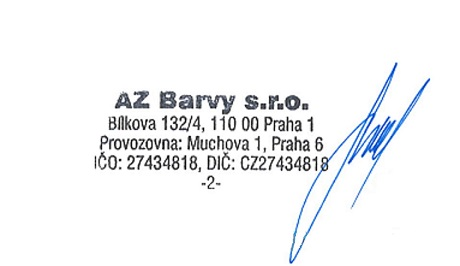 AZ Barvy s.r.o.
Bílkova 132/4, 110 00 Praha 1
Provozovna: Muchova 1, Praha 6
IČO: 27434818, DIČ: CZ27434818
-2-